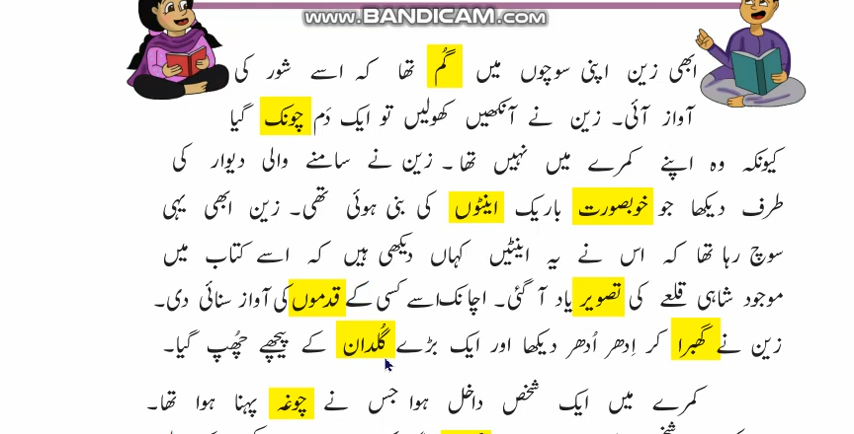 WWW.BANDICAM.COM
ابھی زین اپنی سوچوں میں گُم تھا کہ اسے شور کی
آواز آئی۔ زین نے آنکھیں کھولیں تو ایک دَم چونک گیا
کیونکہ وہ اپنے کمرے میں نہیں تھا۔ زین نے سامنے والی دیوار کی
طرف دیکھا جو خوبصورت باریک اینٹوں کی بنی ہوئی تھی۔ زین ابھی یہی
سوچ رہا تھا کہ اس نے یہ اینٹیں کہاں دیکھی ہیں کہ اسے کتاب میں
موجود شاہی قلعے کی تصویر یاد آ گئی۔ اچانک اسے کسی کے قدموں کی آواز سنائی دی۔
زین نے گھبرا کر اِدھر اُدھر دیکھا اور ایک بڑے گُلدان کے پیچھے چھُپ گیا۔
کمرے میں ایک شخص داخل ہوا جس نے چوغہ پہنا ہوا تھا۔